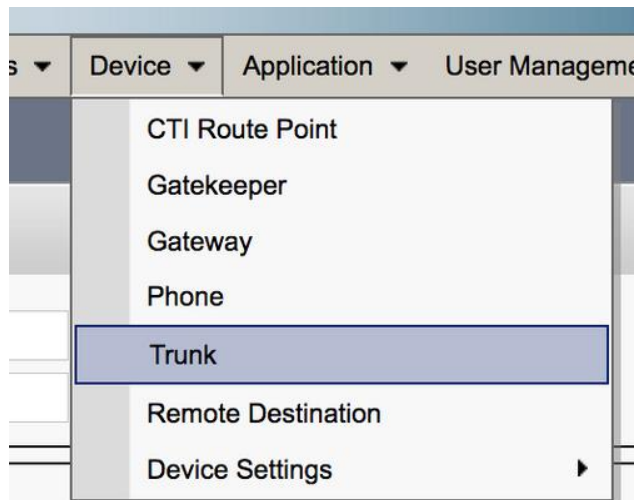 s Device Application User Manageme
CTI Route Point
Gatekeeper
Gateway
Phone
Trunk
Remote Destination
Device Settings